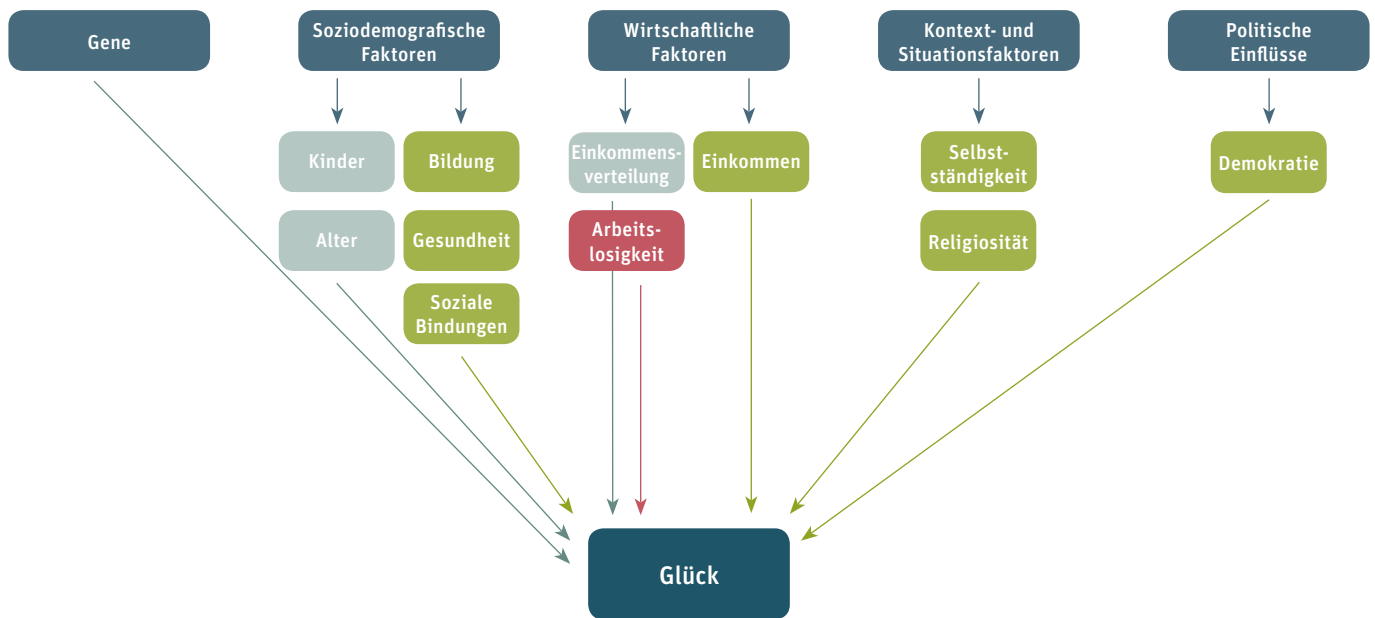 Gene
Soziodemografische
Faktoren
Wirtschaftliche
Faktoren
Kontext- und
Situationsfaktoren
Politische
Einflüsse
Kinder
Bildung
Einkommens-
verteilung
Einkommen
Selbst-
ständigkeit
Demokratie
Alter
Gesundheit
Arbeits-
losigkeit
Religiosität
Soziale
Bindungen
Glück